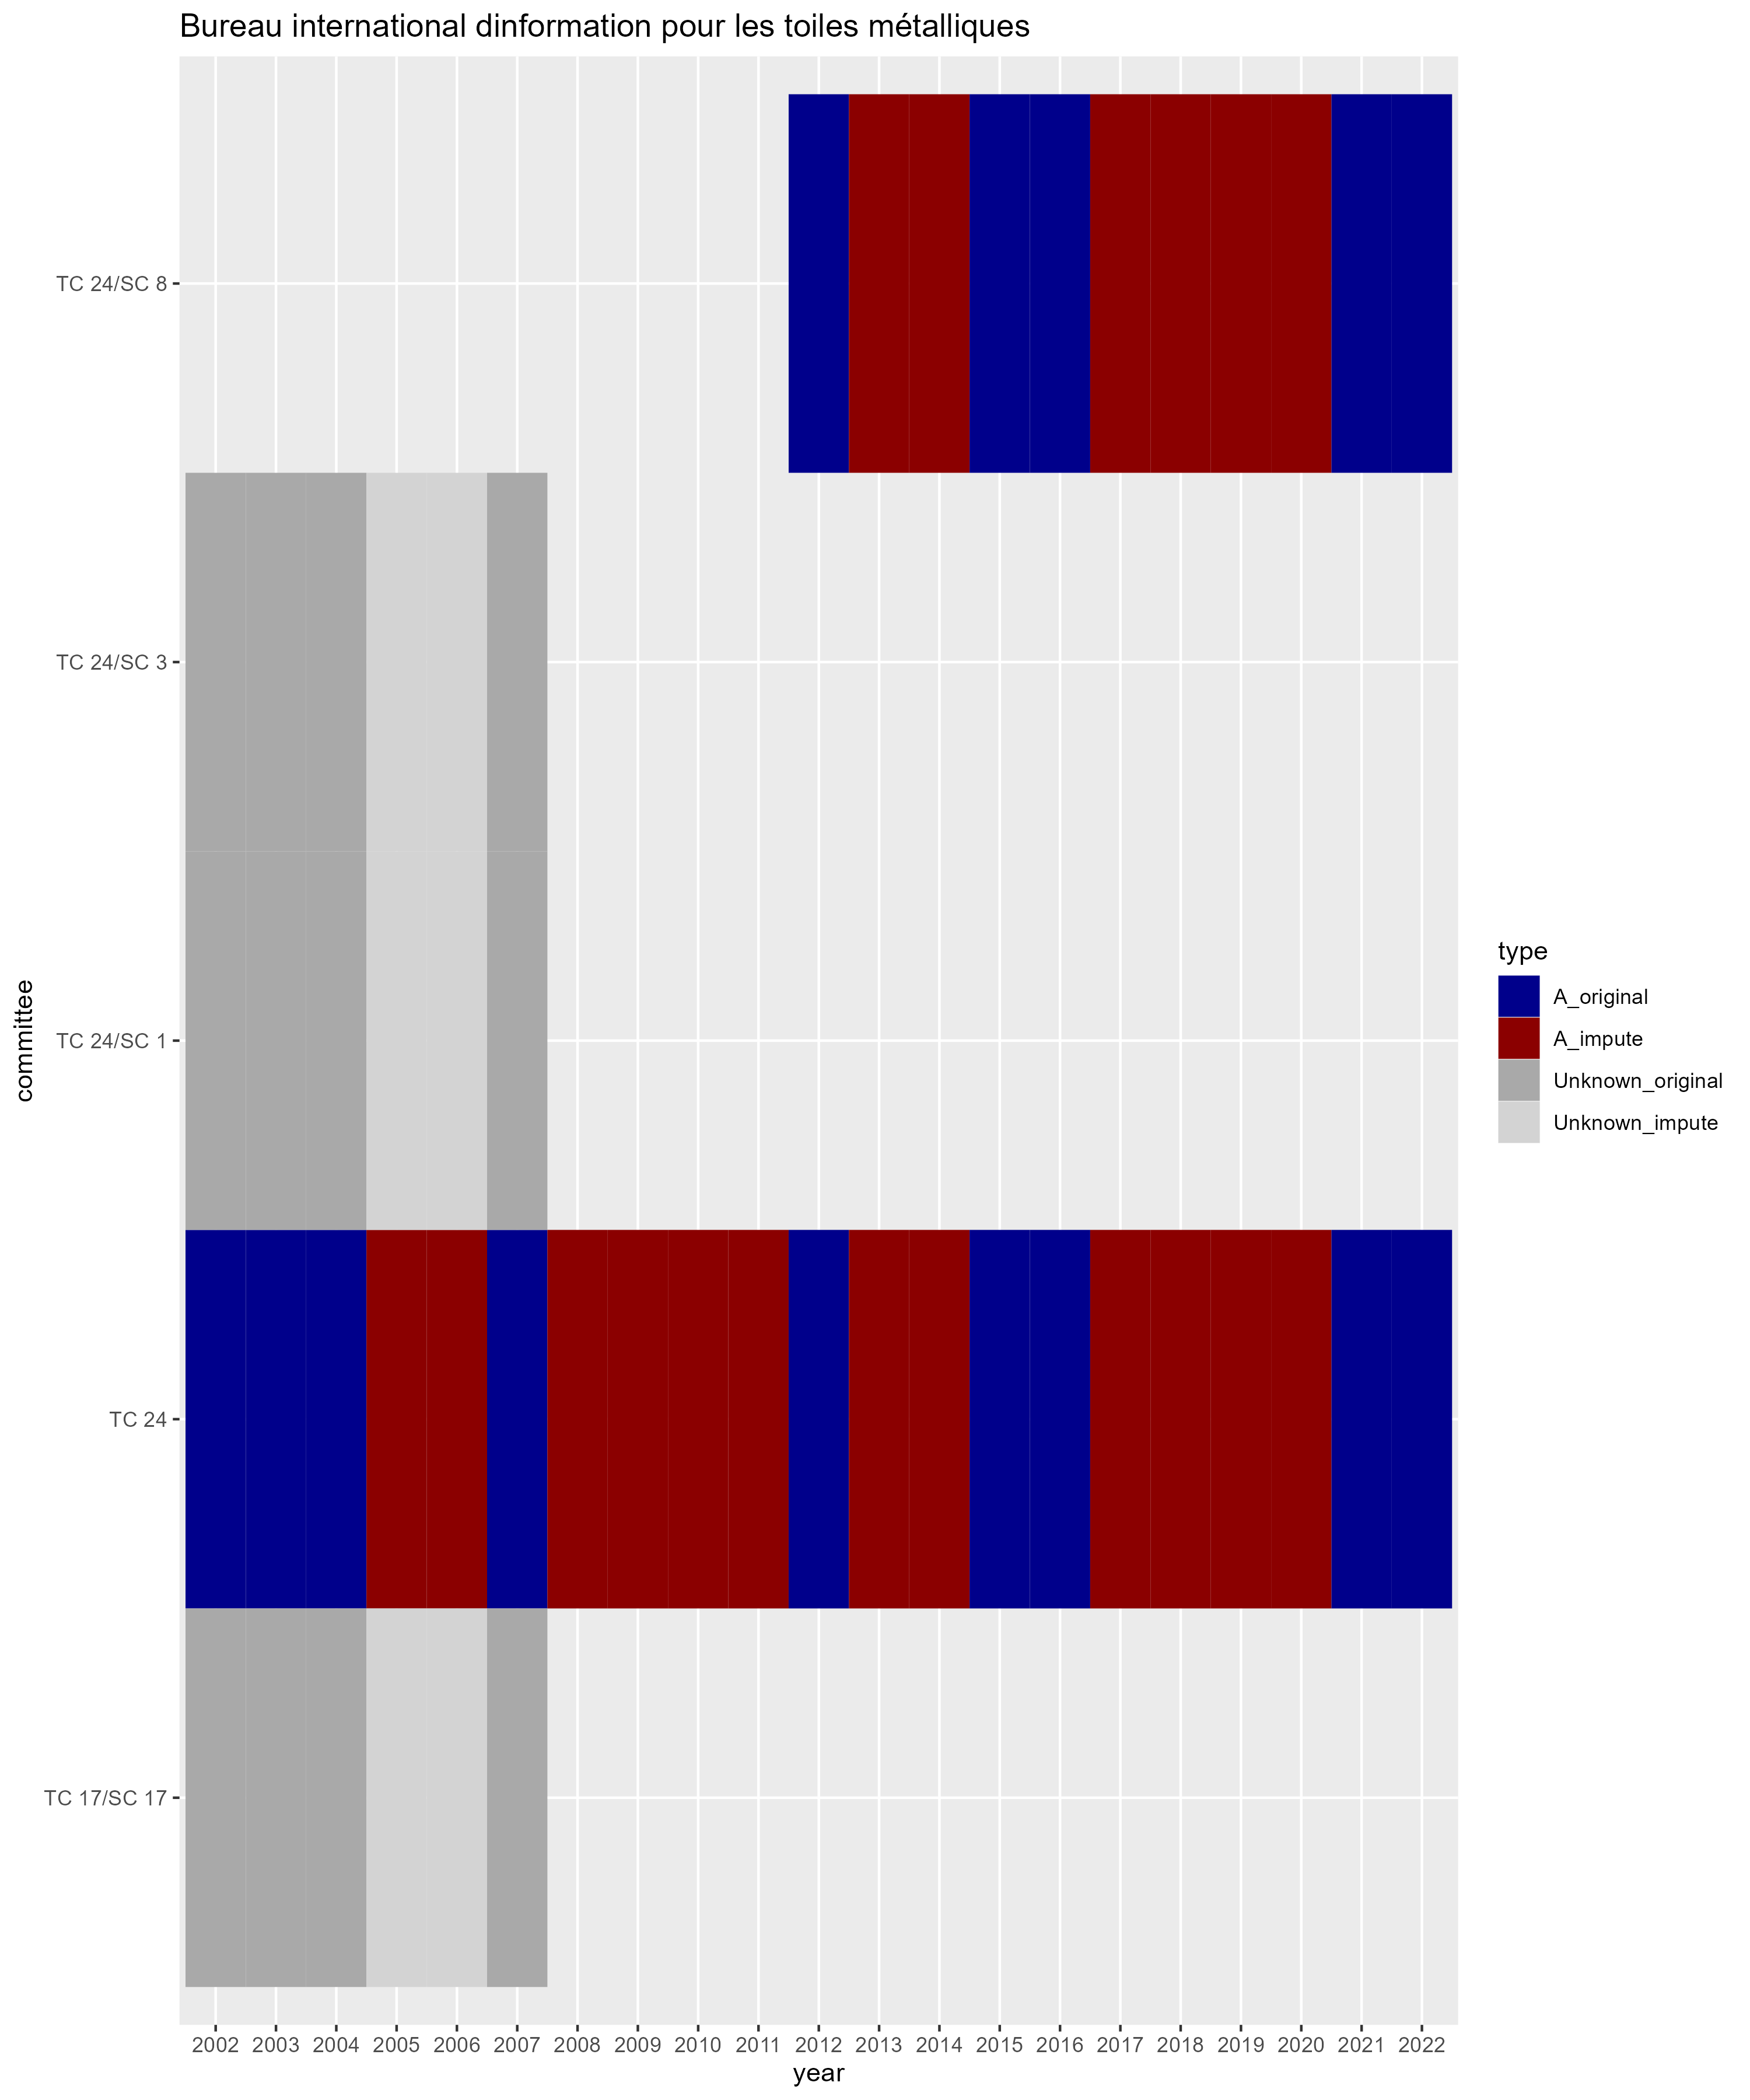 Bureau international dinformation pour les toiles métalliques
TC 24/SC 8
TC 24/SC 3
TC 24/SC 1
TC 24
TC 17/SC 17
committee
2002 2003 2004 2005 2006 2007 2008 2009 2010 2011 2012 2013 2014 2015 2016 2017 2018 2019 2020 2021 2022
year
type
A_original
A_impute
Unknown_original
Unknown_impute